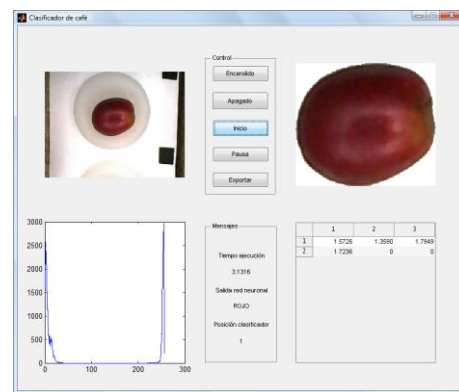 Clasificador de café
Control
Encendido
Apagado
Inicio
Pausa
Exportar
3000
2500
2000
1500
1000
500
0
0 100 200 300
Mensajes
Tiempo ejecución
3.1316
Salida red neuronal
ROJO
Posición clasificador
1
1 2 3
1 1.5726 1.3590 1.7949
2 1.7236 0 0